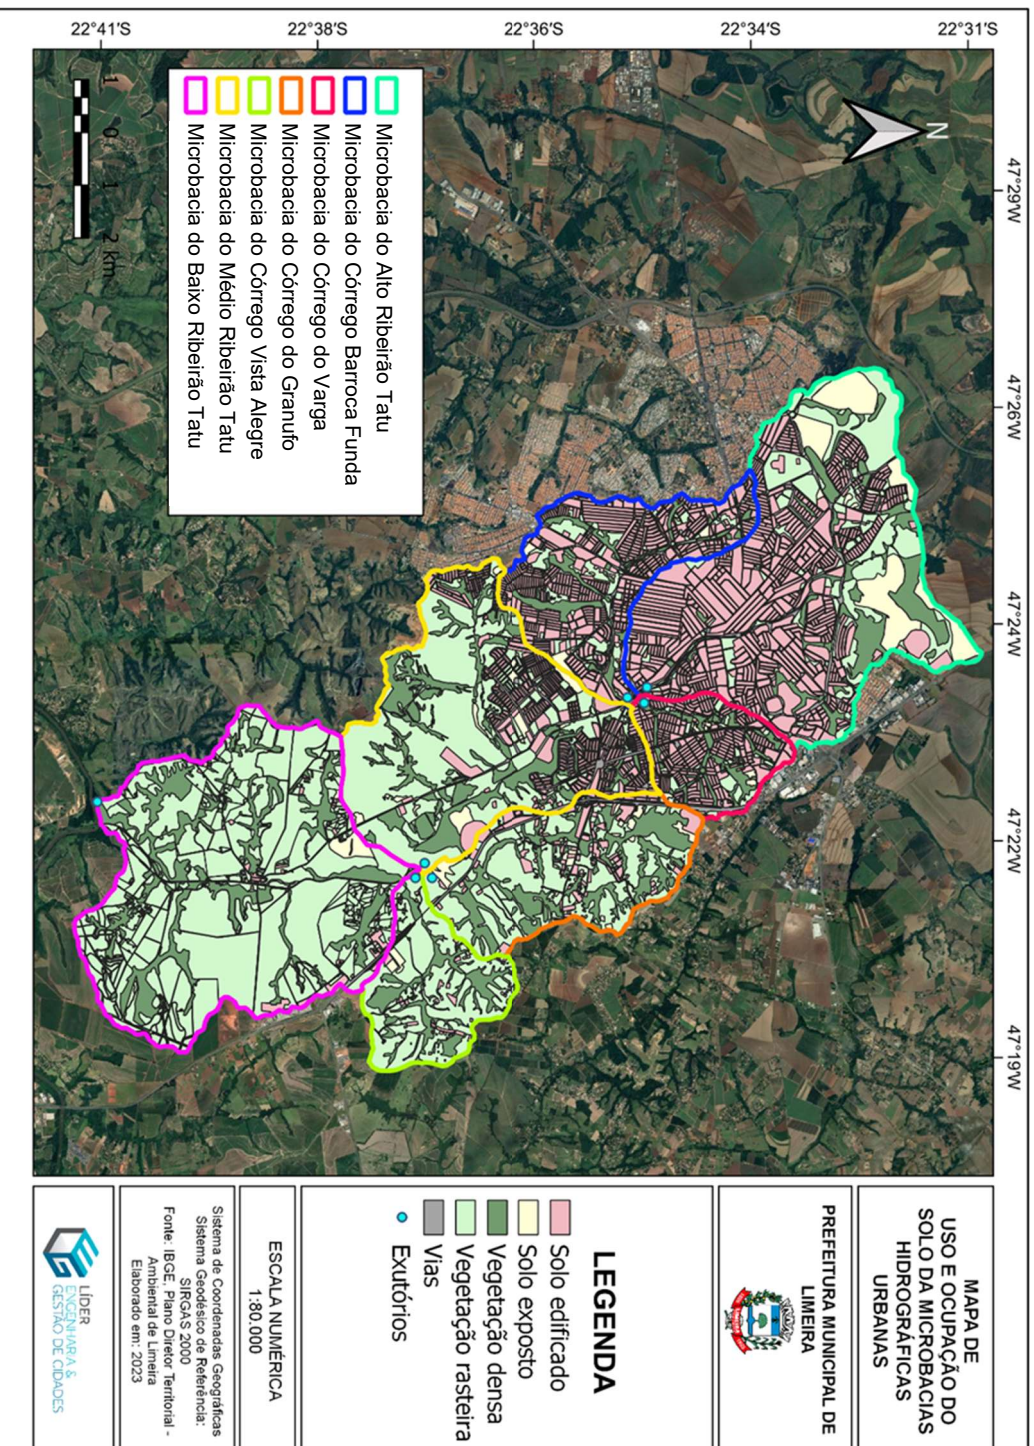 22°41'S
22°38'S
22°36'S
22°34'S
22°31'S
47°29'W
47°26'W
47°24'W
47°22'W
47°19'W
N
Microbacia do Alto Ribeirão Tatu
Microbacia do Córrego Barroca Funda
Microbacia do Córrego do Varga
Microbacia do Córrego do Granufo
Microbacia do Córrego Vista Alegre
Microbacia do Médio Ribeirão Tatu
Microbacia do Baixo Ribeirão Tatu
1 0 1 2 km
MAPA DE
USO E OCUPAÇÃO DO
SOLO DA MICROBACIAS
HIDROGRÁFICAS
URBANAS
PREFEITURA MUNICIPAL DE
LIMEIRA
LEGENDA
Solo edificado
Solo exposto
Vegetação densa
Vegetação rasteira
Vias
Exutórios
ESCALA NUMÉRICA
1:80.000
Sistema de Coordenadas Geográficas
Sistema Geodésico de Referência:
SIRGAS 2000
Fonte: IBGE, Plano Diretor Territorial -
Ambiental de Limeira
Elaborado em: 2023
LÍDER
ENGENHARIA &
GESTÃO DE CIDADES